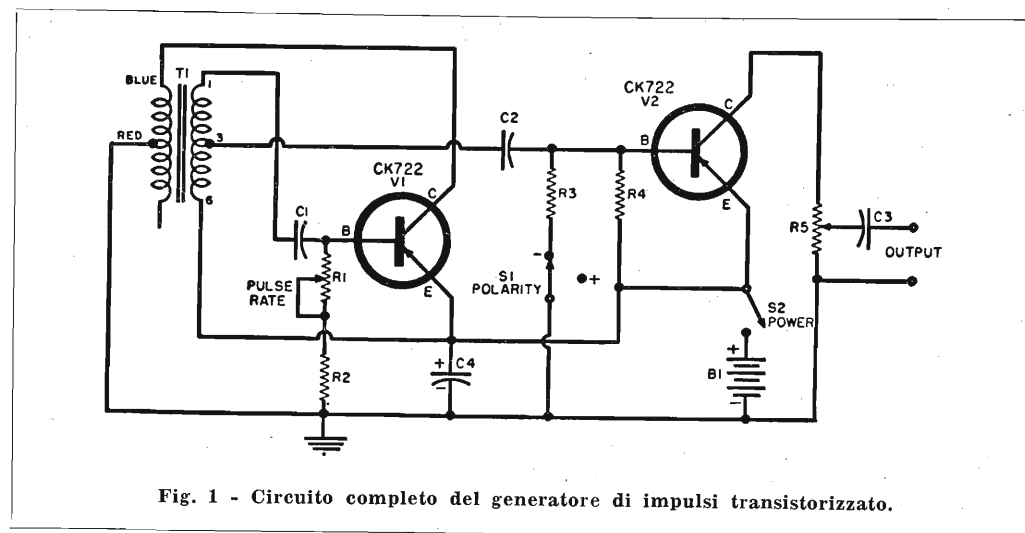 BLUE
T1
1
RED
3
6
C1
CK722
V1
B
C
E
PULSE
RATE
R1
R2
+
C4
-
C2
R3
R4
-
+
S1
POLARITY
CK722
V2
B
C
E
R5
C3
OUTPUT
S2
POWER
+
B1
-
Fig. 1 - Circuito completo del generatore di impulsi transistorizzato.